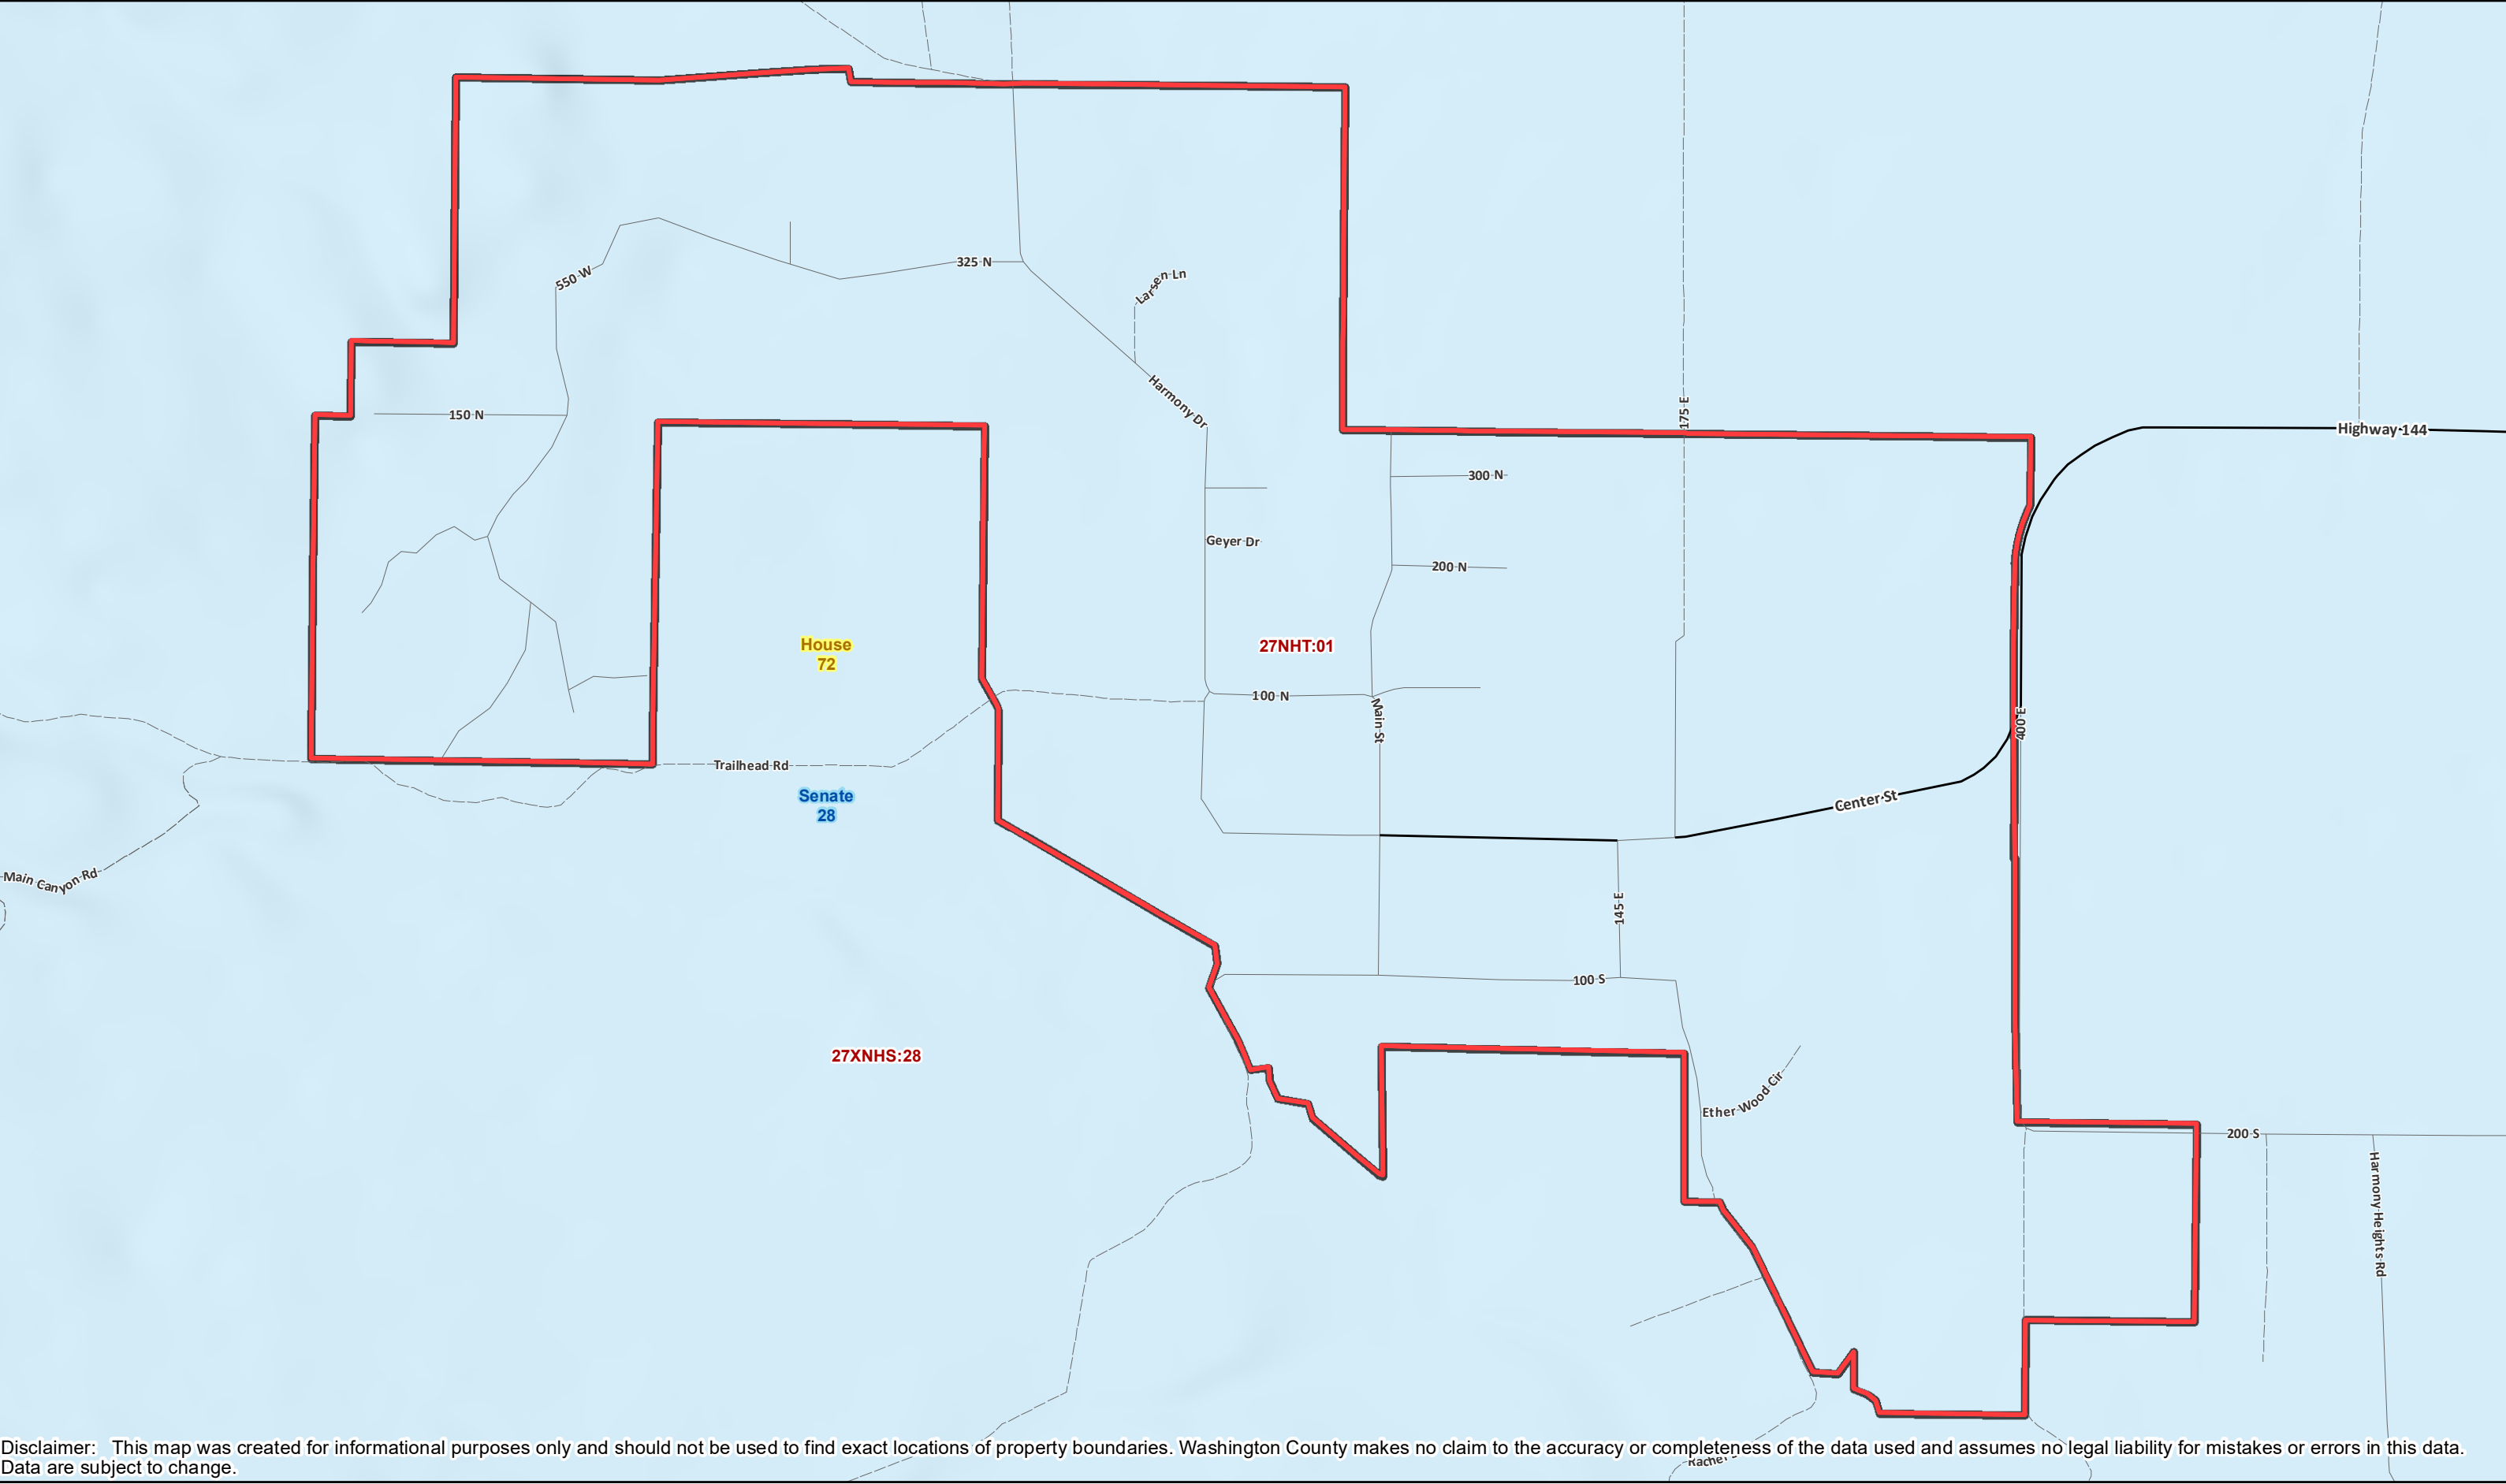 550 W
325 N
Larsen Ln
150 N
Harmony Dr
175 E
Highway 144
300 N
Geyer Dr
200 N
House
72
27NHT:01
100 N
Main St
400 E
Trailhead Rd
Senate
28
Center St
Main Canyon Rd
145 E
100 S
27XNHS:28
Ether Wood Cir
200 S
Harmony Heights Rd
Disclaimer: This map was created for informational purposes only and should not be used to find exact locations of property boundaries. Washington County makes no claim to the accuracy or completeness of the data used and assumes no legal liability for mistakes or errors in this data.
Data are subject to change.